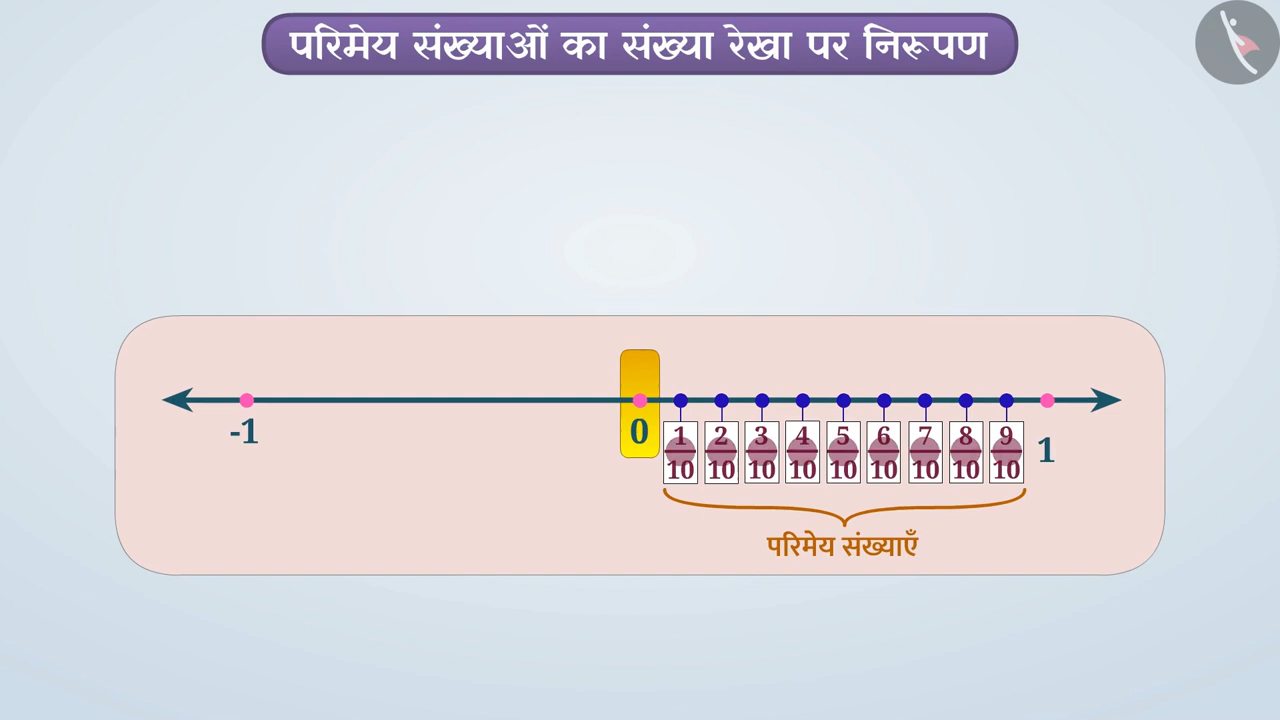 परिमेय संख्याओं का संख्या रेखा पर निरूपण
-1 0 1/10 2/10 3/10 4/10 5/10 6/10 7/10 8/10 9/10 1
परिमेय संख्याएँ